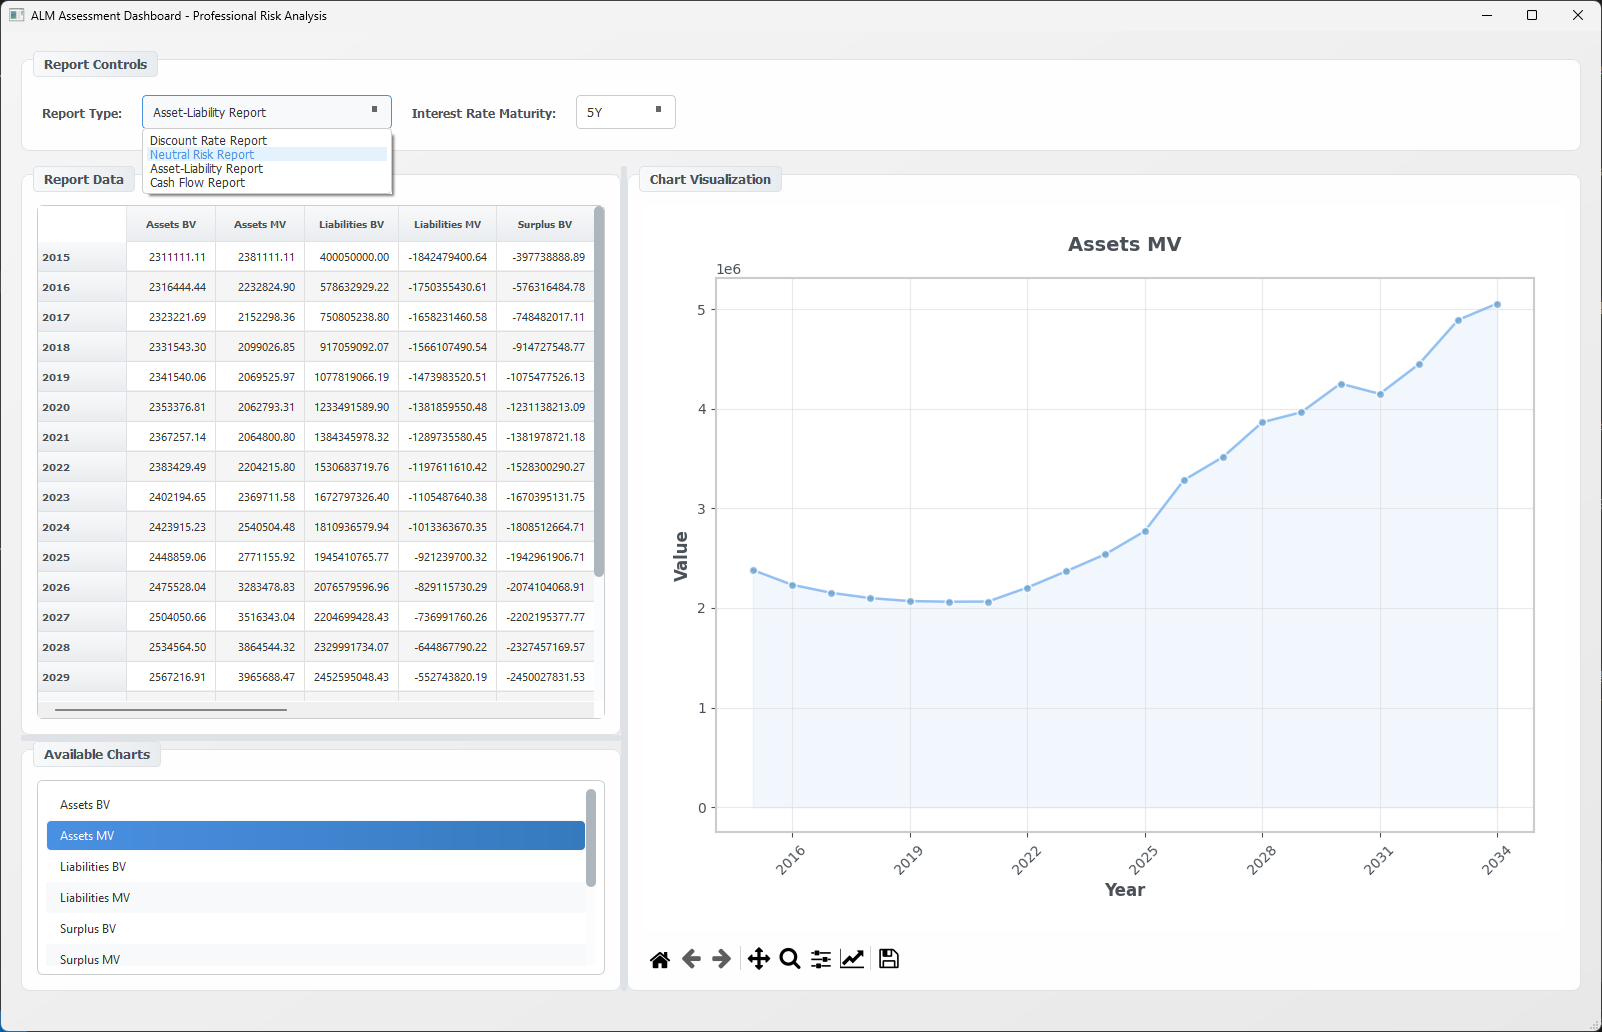 ALM Assessment Dashboard - Professional Risk Analysis
Report Controls
Report Type: Asset-Liability Report Interest Rate Maturity: 5Y
Discount Rate Report
Neutral Risk Report
Asset-Liability Report
Cash Flow Report
Report Data
Assets BV Assets MV Liabilities BV Liabilities MV Surplus BV
2015 2311111.11 2381111.11 400050000.00 -1842479400.64 -397738888.89
2016 2316444.44 2232824.90 578632929.22 -1750355430.61 -576316484.78
2017 2323221.69 2152298.36 750805238.80 -1658231460.58 -748482017.11
2018 2331543.30 2099026.85 917059092.07 -1566107490.54 -914727548.77
2019 2341540.06 2069525.97 1077819066.19 -1473983520.51 -1075477526.13
2020 2353376.81 2062793.31 1233491589.90 -1381859550.48 -1231138213.09
2021 2367257.14 2064800.80 1384345978.32 -1289735580.45 -1381978721.18
2022 2383429.49 2204215.80 1530683719.76 -1197611610.42 -1528300290.27
2023 2402194.65 2369711.58 1672797326.40 -1105487640.38 -1670395131.75
2024 2423915.23 2540504.48 1810936579.94 -1013363670.35 -1808512664.71
2025 2448859.06 2771155.92 1945410765.77 -921239700.32 -1942961906.71
2026 2475528.04 3283478.83 2076579596.96 -829115730.29 -2074104068.91
2027 2504050.66 3516343.04 2204699428.43 -736991760.26 -2202195377.77
2028 2534564.50 3864544.32 2329991734.07 -644867790.22 -2327457169.57
2029 2567216.91 3965688.47 2452595048.43 -552743820.19 -2450027831.53
Available Charts
Assets BV
Assets MV
Liabilities BV
Liabilities MV
Surplus BV
Surplus MV
Chart Visualization
Assets MV
1e6
5
4
3
2
1
0
Value
2016 2019 2022 2025 2028 2031 2034
Year